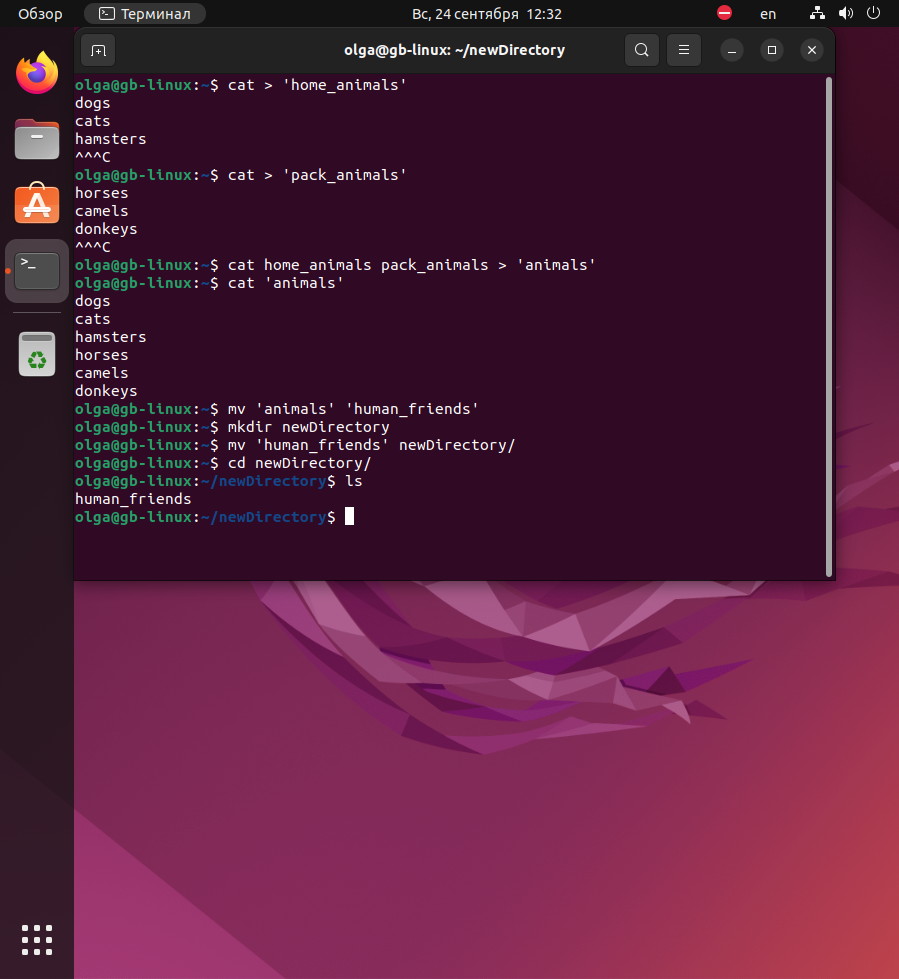 Обзор Терминал Вс, 24 сентября 12:32 en
olga@gb-linux: ~/newDirectory
olga@gb-linux:~$ cat > 'home_animals'
dogs
cats
hamsters
^^^C
olga@gb-linux:~$ cat > 'pack_animals'
horses
camels
donkeys
^^^C
olga@gb-linux:~$ cat home_animals pack_animals > 'animals'
olga@gb-linux:~$ cat 'animals'
dogs
cats
hamsters
horses
camels
donkeys
olga@gb-linux:~$ mv 'animals' 'human_friends'
olga@gb-linux:~$ mkdir newDirectory
olga@gb-linux:~$ mv 'human_friends' newDirectory/
olga@gb-linux:~$ cd newDirectory/
olga@gb-linux:~/newDirectory$ ls
human_friends
olga@gb-linux:~/newDirectory$